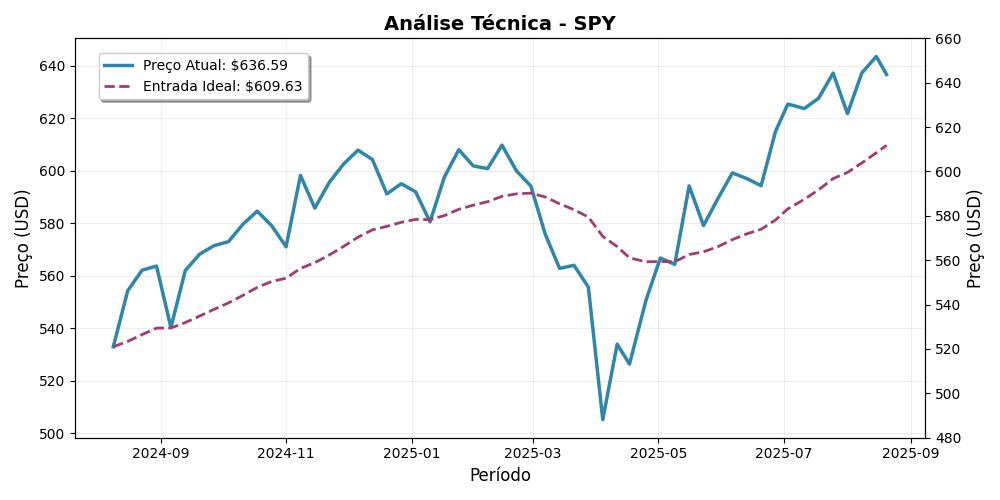 Análise Técnica - SPY
Preço Atual: $636.59
Entrada Ideal: $609.63
Preço (USD)
640
620
600
580
560
540
520
500
660
640
620
600
580
560
540
520
500
480
Preço (USD)
2024-09 2024-11 2025-01 2025-03 2025-05 2025-07 2025-09
Período